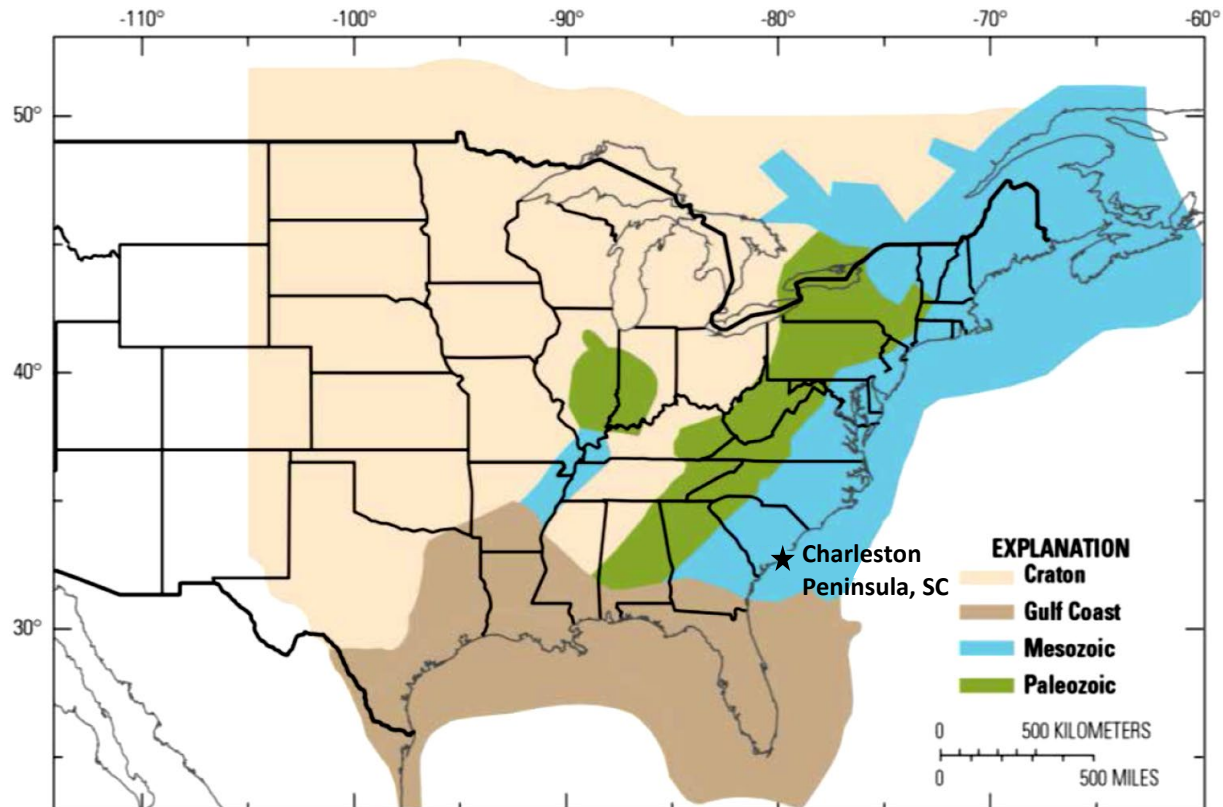 -110° -100° -90° -80° -70° -60°
50°
40°
30°
Charleston
Peninsula, SC
EXPLANATION
Craton
Gulf Coast
Mesozoic
Paleozoic
0 500 KILOMETERS
0 500 MILES